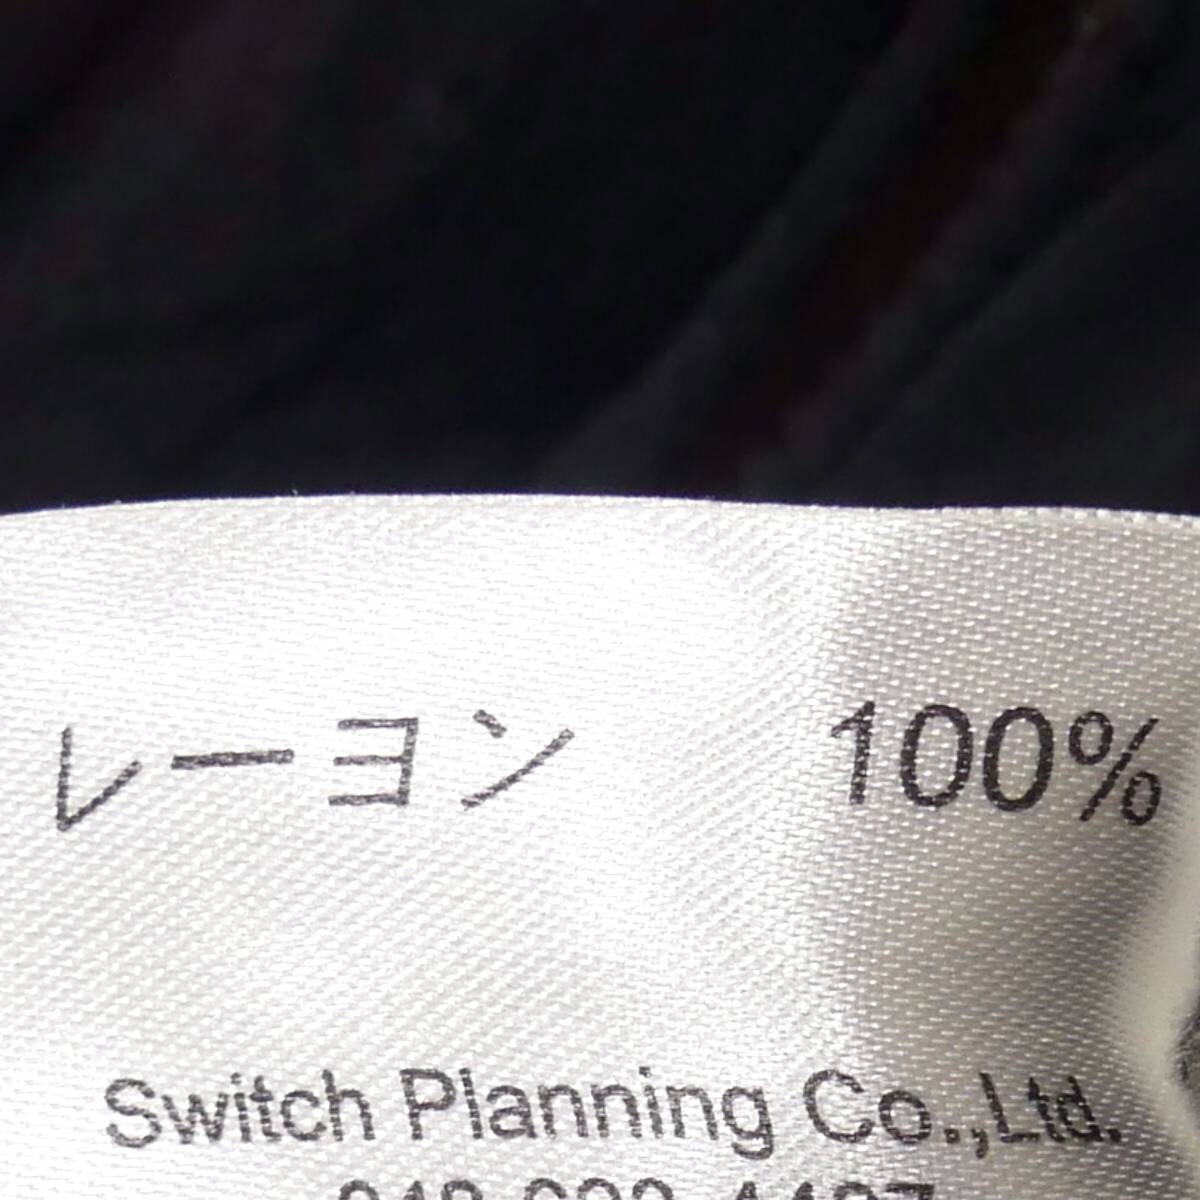 レーヨン 100%
Switch Planning Co.,Ltd.